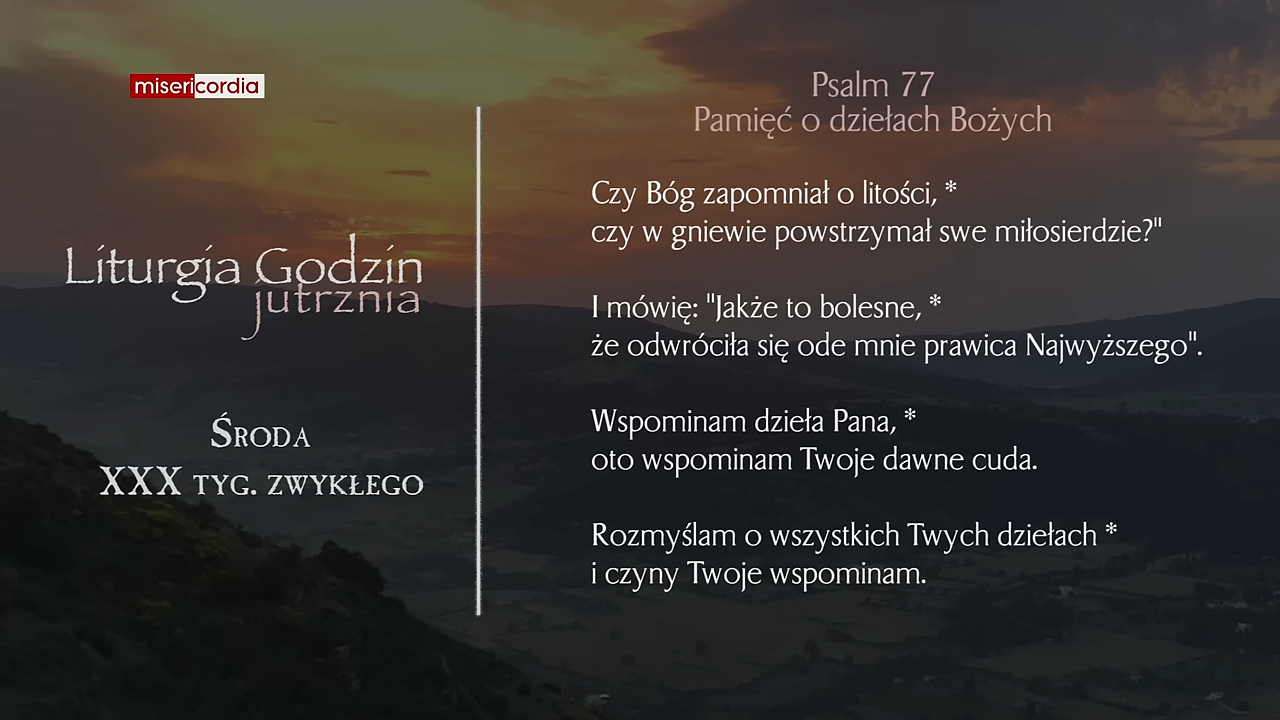 misericordia
Liturgia Godzin
jutrznia
Środa
XXX tyg. zwykłego
Psalm 77
Pamięć o dziełach Bożych
Czy Bóg zapomniał o litości, *
czy w gniewie powstrzymał swe miłosierdzie?"
I mówię: "Jakże to bolesne, *
że odwróciła się ode mnie prawica Najwyższego".
Wspominam dzieła Pana, *
oto wspominam Twoje dawne cuda.
Rozmyślam o wszystkich Twych dziełach *
i czyny Twoje wspominam.